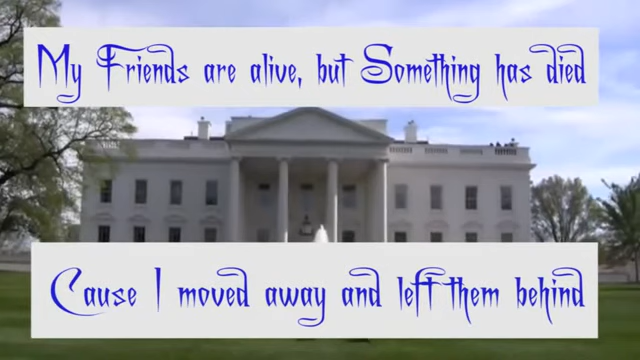 My Friends are alive, but Something has died
Cause I moved away and left them behind